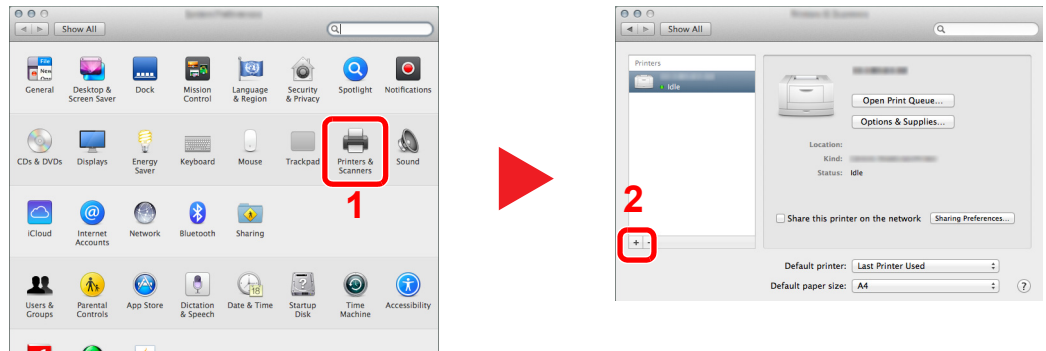 Show All
File
New
One
General
Desktop &
Screen Saver
Dock
Mission
Control
Language
& Region
Security
& Privacy
Spotlight
Notifications
CDs & DVDs
Displays
Energy
Saver
Keyboard
Mouse
Trackpad
Printers &
Scanners
Sound
1
iCloud
Internet
Accounts
Network
Bluetooth
Sharing
Users &
Groups
Parental
Controls
App Store
Dictation
& Speech
18
Date & Time
Startup
Disk
Time
Machine
Accessibility
Show All
Printers
Idle
Open Print Queue...
Options & Supplies...
Location:
Kind:
Status: Idle
2
Share this printer on the network Sharing Preferences...
+ -
Default printer: Last Printer Used
Default paper size: A4 ?